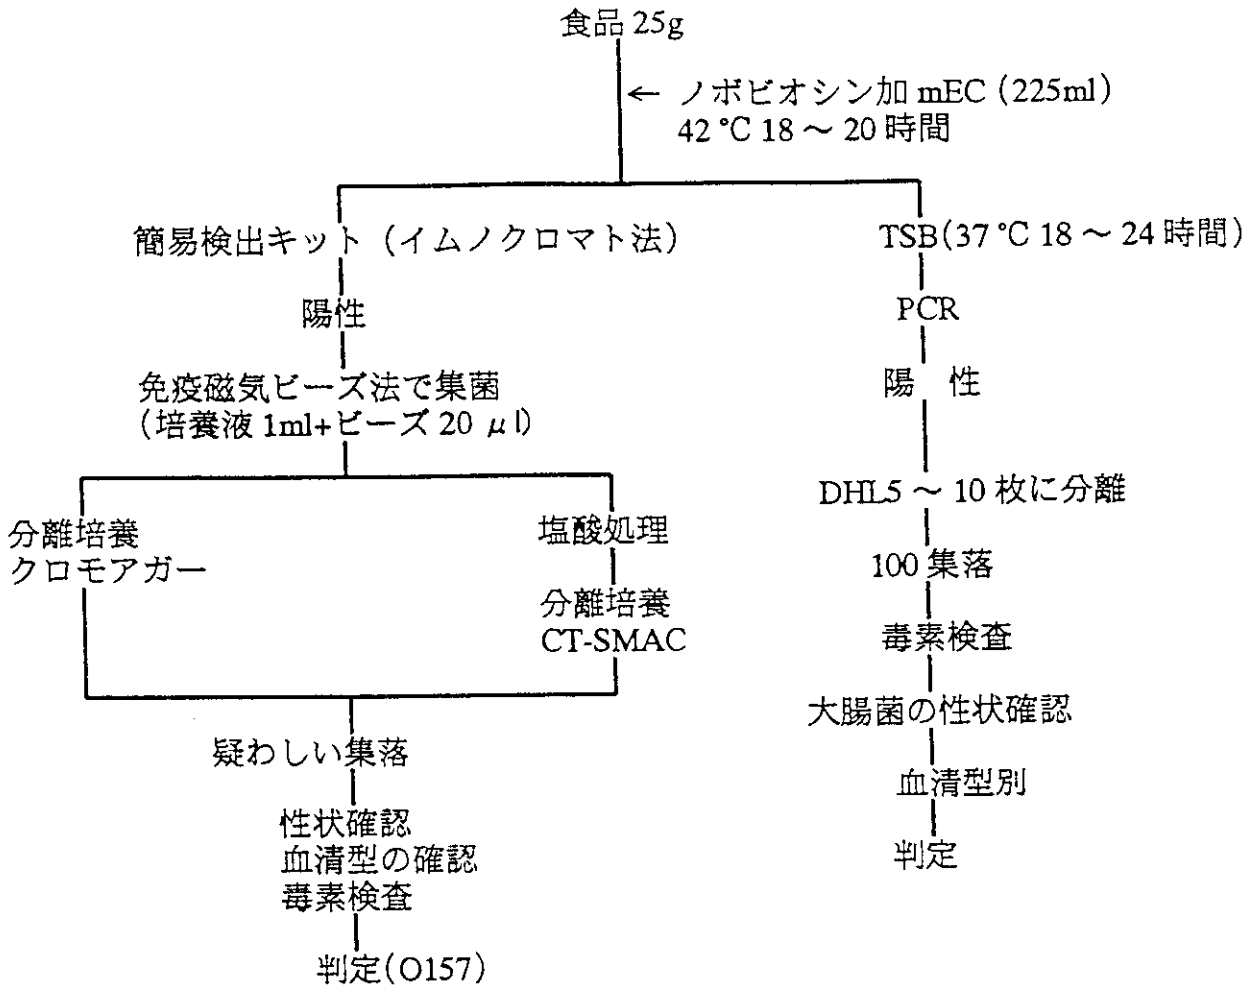 食品 25g
← ノボビオシン加 mEC (225ml)
42 ℃ 18 ～ 20 時間
簡易検出キット (イムノクロマト法)
陽性
免疫磁気ビーズ法で集菌
(培養液 1ml+ビーズ 20 μl)
分離培養
クロモアガー
塩酸処理
分離培養
CT-SMAC
疑わしい集落
性状確認
血清型の確認
毒素検査
判定(O157)
TSB(37 ℃ 18 ～ 24 時間)
PCR
陽 性
DHL5 ～ 10 枚に分離
100 集落
毒素検査
大腸菌の性状確認
血清型別
判定